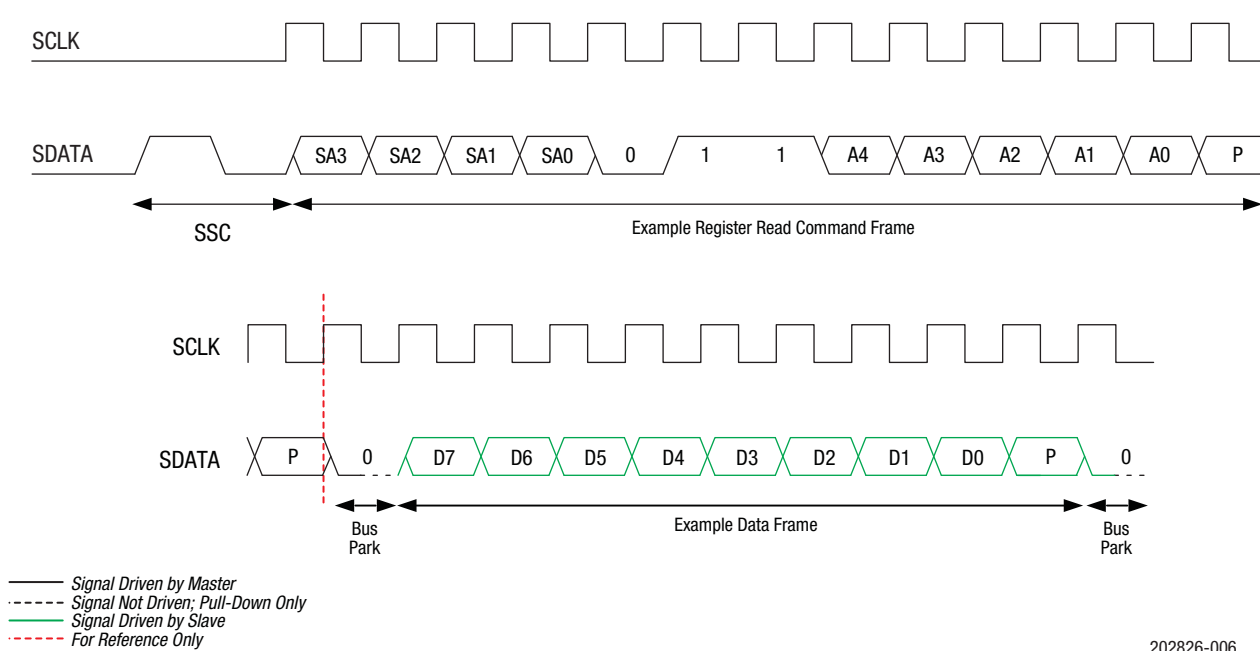 SCLK
SDATA SA3 SA2 SA1 SA0 0 1 1 A4 A3 A2 A1 A0 P
SSC
Example Register Read Command Frame
SCLK
SDATA P 0 D7 D6 D5 D4 D3 D2 D1 D0 P 0
Bus Park
Example Data Frame
Bus Park
Signal Driven by Master
Signal Not Driven; Pull-Down Only
Signal Driven by Slave
For Reference Only
202826-006